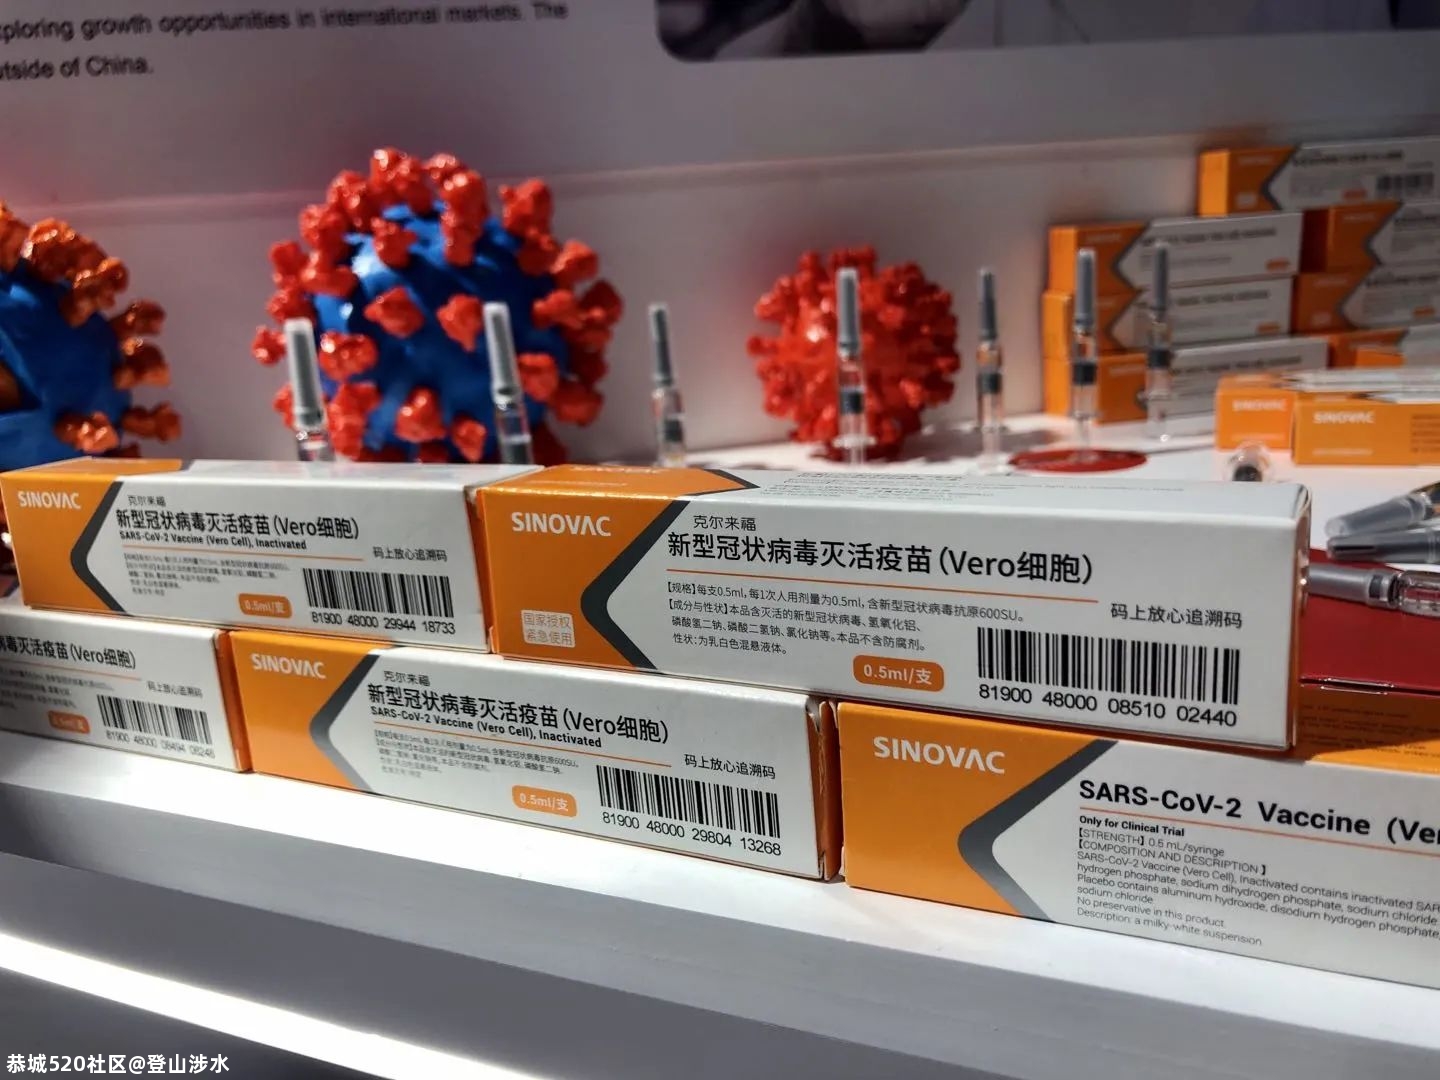 xploring growth opportunities in international markets. The
utside of China.
SINOVAC
克尔来福
新型冠状病毒灭活疫苗(Vero细胞)
SARS-CoV-2 Vaccine (Vero Cell), Inactivated
码上放心追溯码
0.5ml/支
81900 48000 29944 18733
SINOVAC
克尔来福
新型冠状病毒灭活疫苗(Vero细胞)
【规格】每支0.5ml,每1次人用剂量为0.5ml,含新型冠状病毒抗原600SU。
【成分与性状】本品含灭活的新型冠状病毒、氢氧化铝、
磷酸氢二钠、磷酸二氢钠、氯化钠等。本品不含防腐剂。
性状:为乳白色混悬液体。
国家授权
紧急使用
码上放心追溯码
0.5ml/支
81900 48000 08510 02440
病毒灭活疫苗(Vero细胞)
码上放心追溯码
81900 48000 08494 08246
SINOVAC
克尔来福
新型冠状病毒灭活疫苗(Vero细胞)
SARS-CoV-2 Vaccine (Vero Cell), Inactivated
码上放心追溯码
0.5ml/支
81900 48000 29804 13268
SINOVAC
SARS-CoV-2 Vaccine (Ver
Only for Clinical Trial
【STRENGTH】0.5 mL/syringe
【COMPOSITION AND DESCRIPTION】
SARS-CoV-2 Vaccine (Vero Cell), Inactivated contains inactivated SAR
hydrogen phosphate, sodium dihydrogen phosphate, sodium chloride
Placebo contains aluminum hydroxide, disodium hydrogen phosphate,
sodium chloride
No preservative in this product.
Description: a milky-white suspension
SINOVAC
SINOVAC
恭城520社区@登山涉水